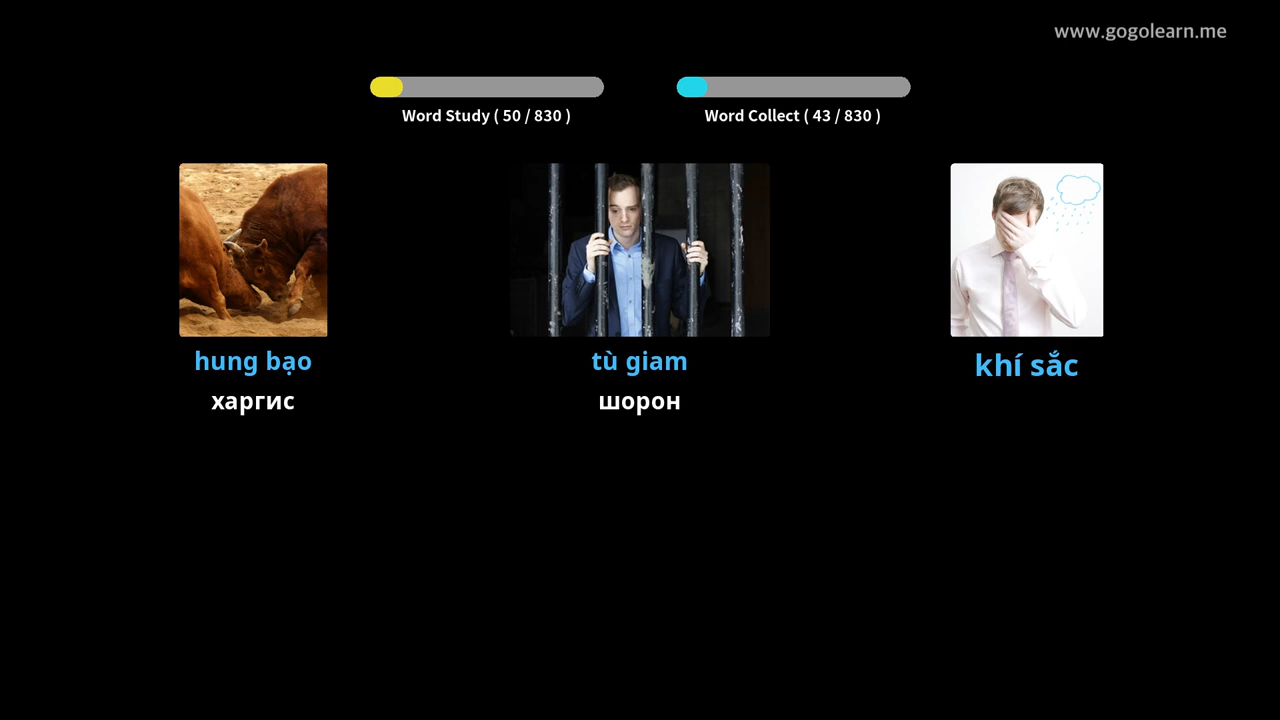 www.gogolearn.me
Word Study ( 50 / 830 )
Word Collect ( 43 / 830 )
hung bạo
харгис
tù giam
шорон
khí sắc